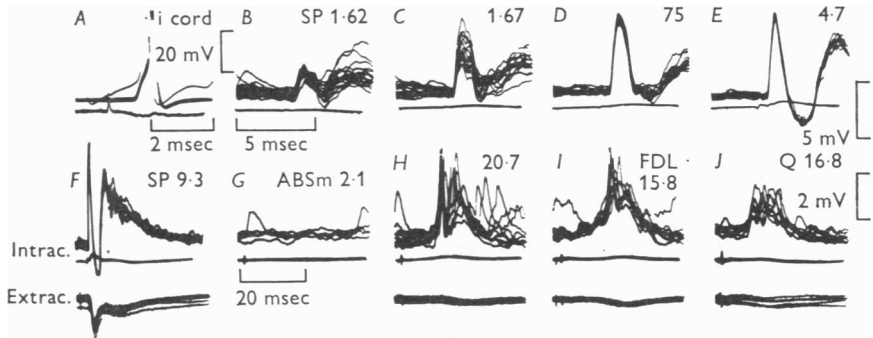 A i cord
20 mV
2 msec
B SP 1·62
5 msec
C 1·67
D 75
E 4·7
5 mV
F SP 9·3
G ABSm 2·1
20 msec
H 20·7
I FDL
15·8
J Q 16·8
2 mV
Intrac.
Extrac.